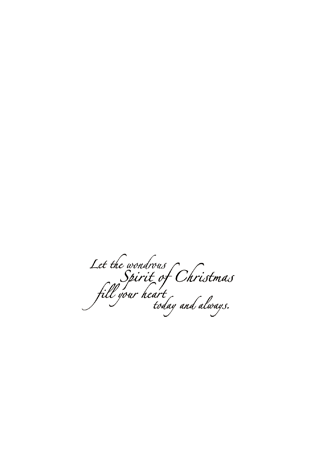 Let the wondrous
Spirit of Christmas
fill your heart
today and always.